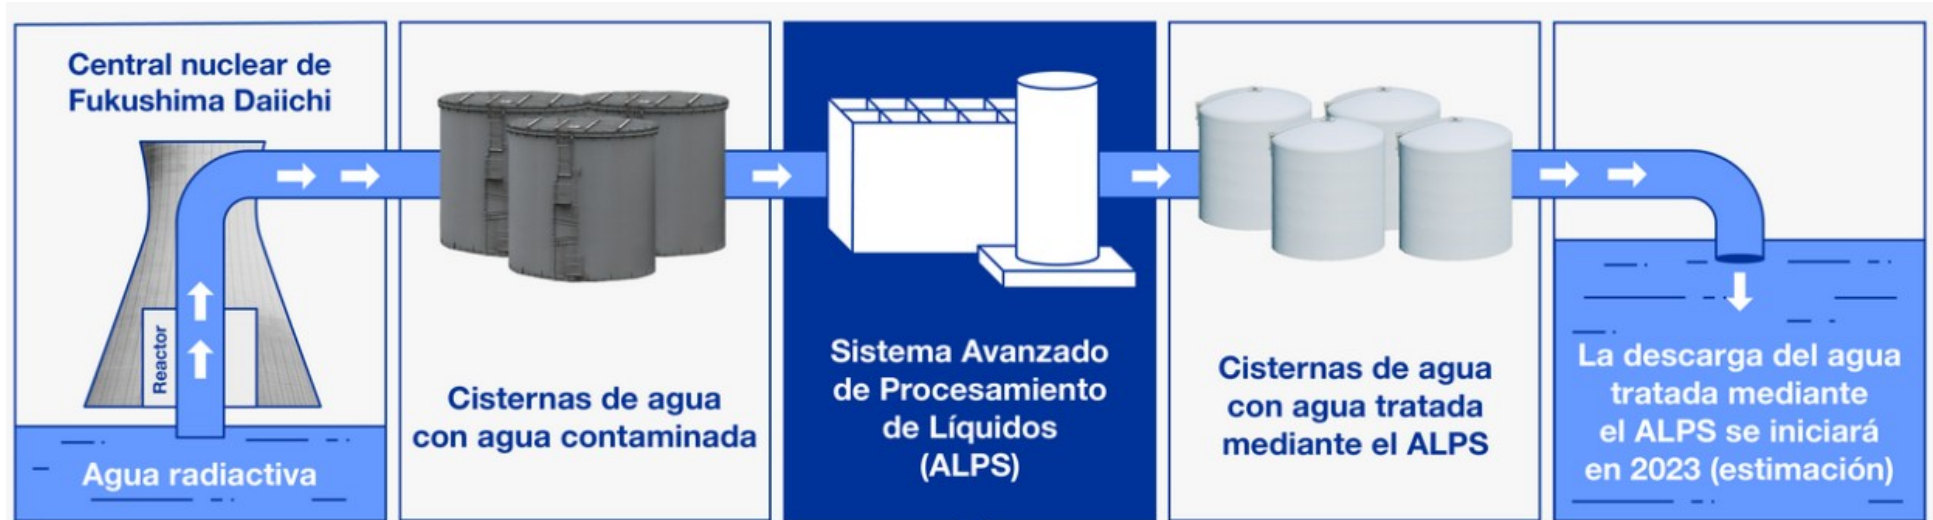 Central nuclear de
Fukushima Daiichi
Reactor
Agua radiactiva
Cisternas de agua
con agua contaminada
Sistema Avanzado
de Procesamiento
de Líquidos
(ALPS)
Cisternas de agua
con agua tratada
mediante el ALPS
La descarga del agua
tratada mediante
el ALPS se iniciará
en 2023 (estimación)